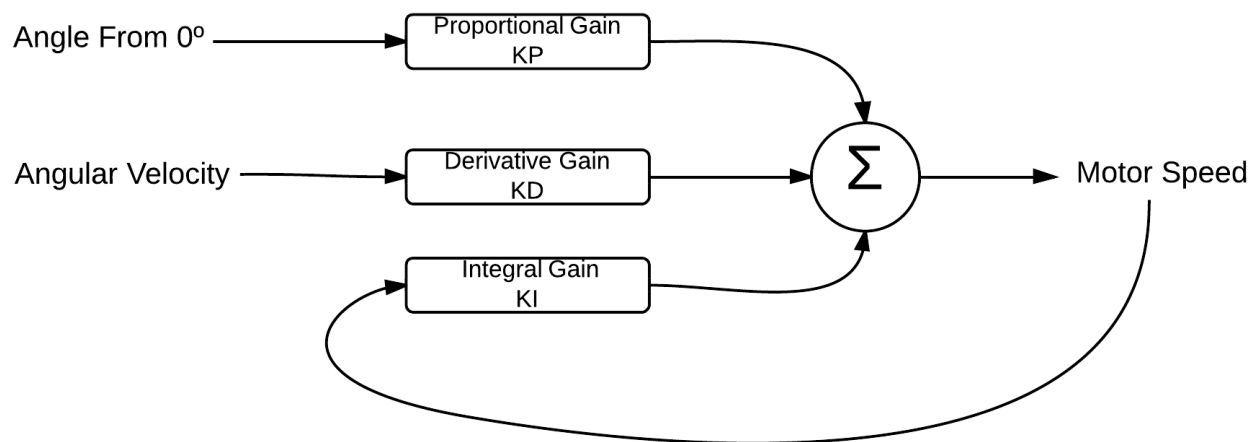 Angle From 0º
Proportional Gain
KP
Angular Velocity
Derivative Gain
KD
Σ
Motor Speed
Integral Gain
KI